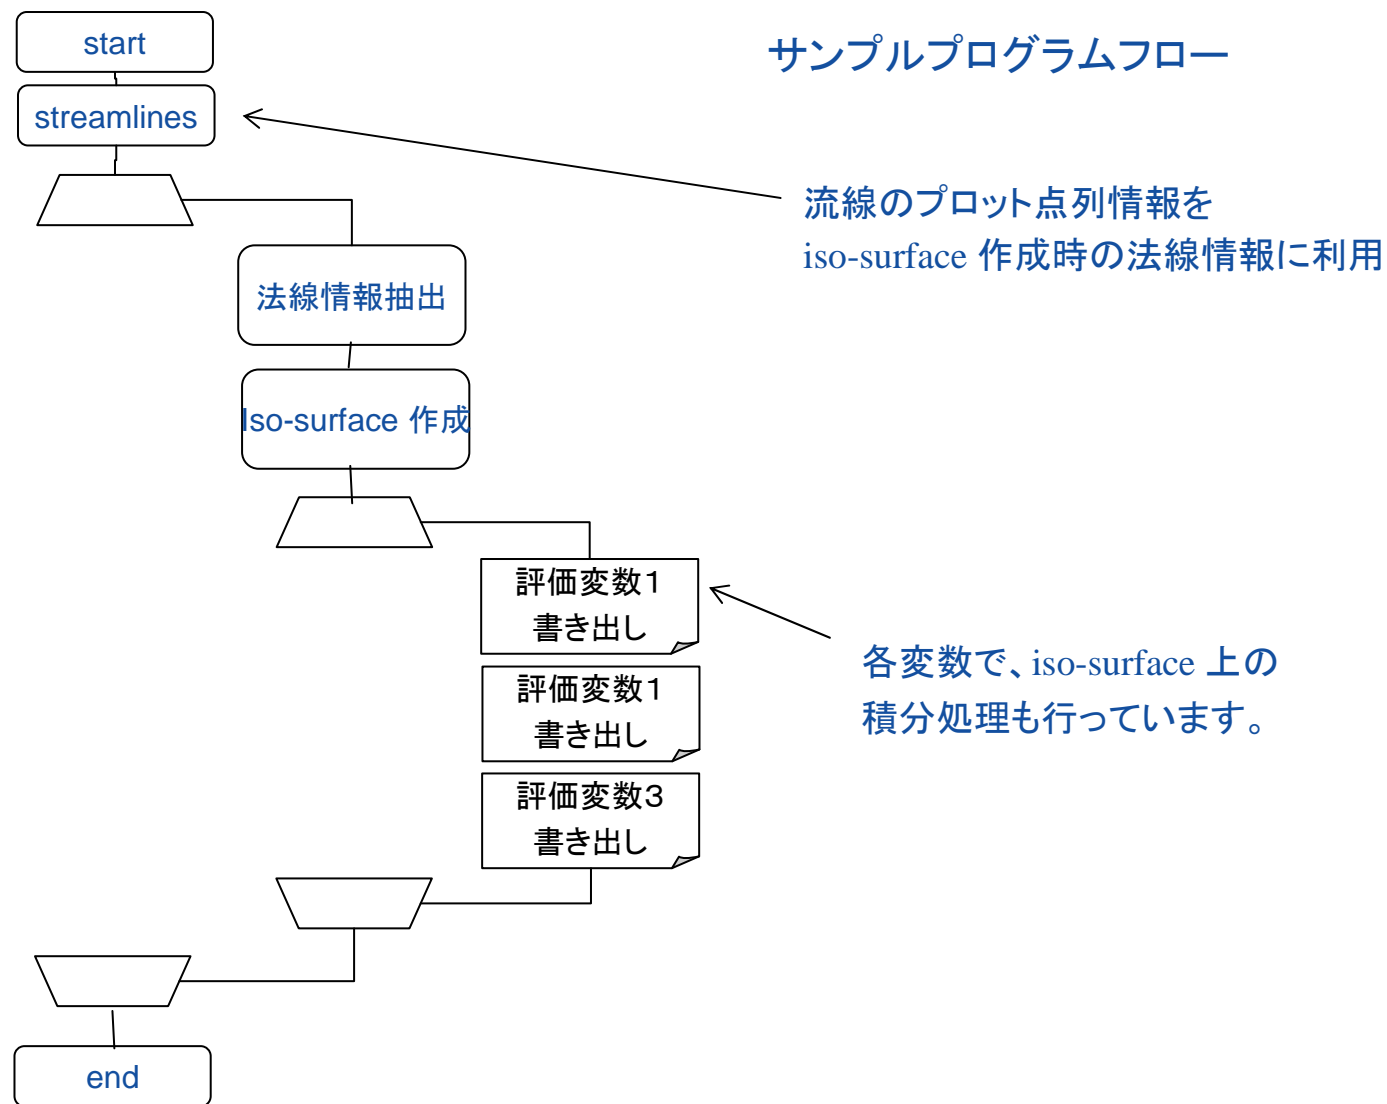 サンプルプログラムフロー
start
streamlines
流線のプロット点列情報を
iso-surface 作成時の法線情報に利用
法線情報抽出
Iso-surface 作成
評価変数１
書き出し
評価変数１
書き出し
評価変数３
書き出し
各変数で、iso-surface 上の
積分処理も行っています。
end